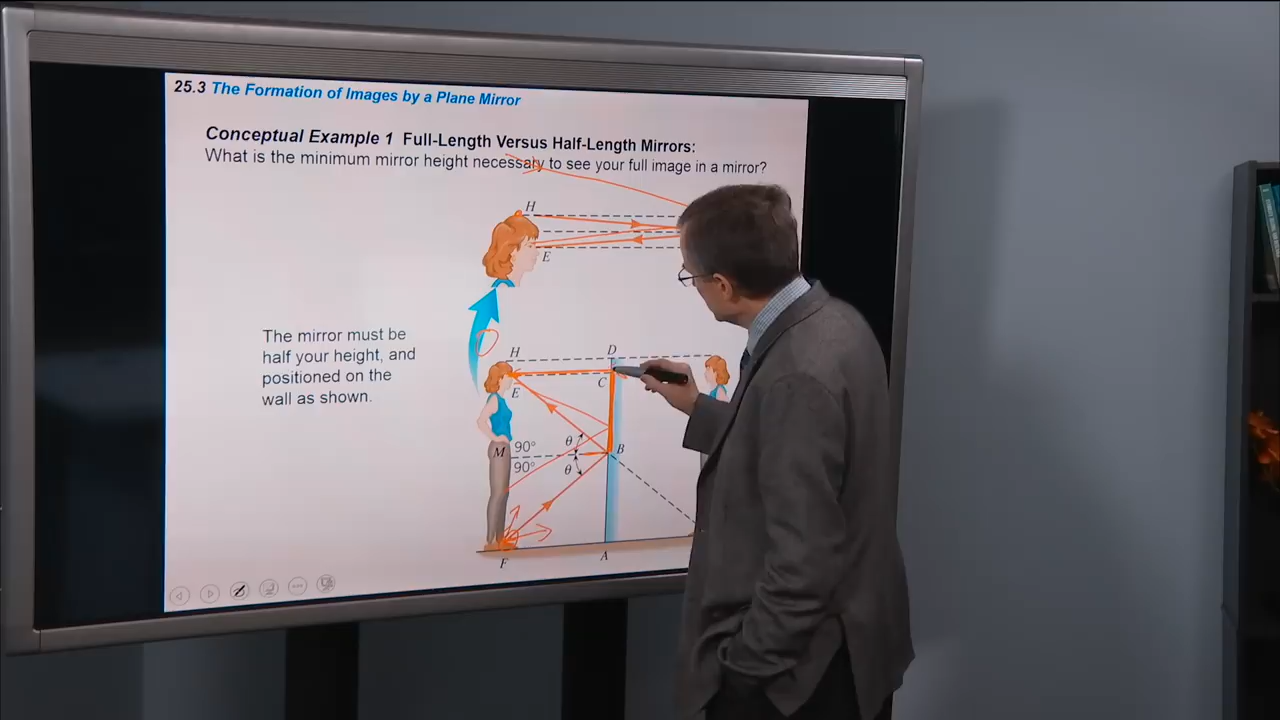 25.3 The Formation of Images by a Plane Mirror
Conceptual Example 1 Full-Length Versus Half-Length Mirrors:
What is the minimum mirror height necessary to see your full image in a mirror?
H
E
The mirror must be
half your height, and
positioned on the
wall as shown.
H
D
E
C
M
90°
90°
θ
θ
B
F
A